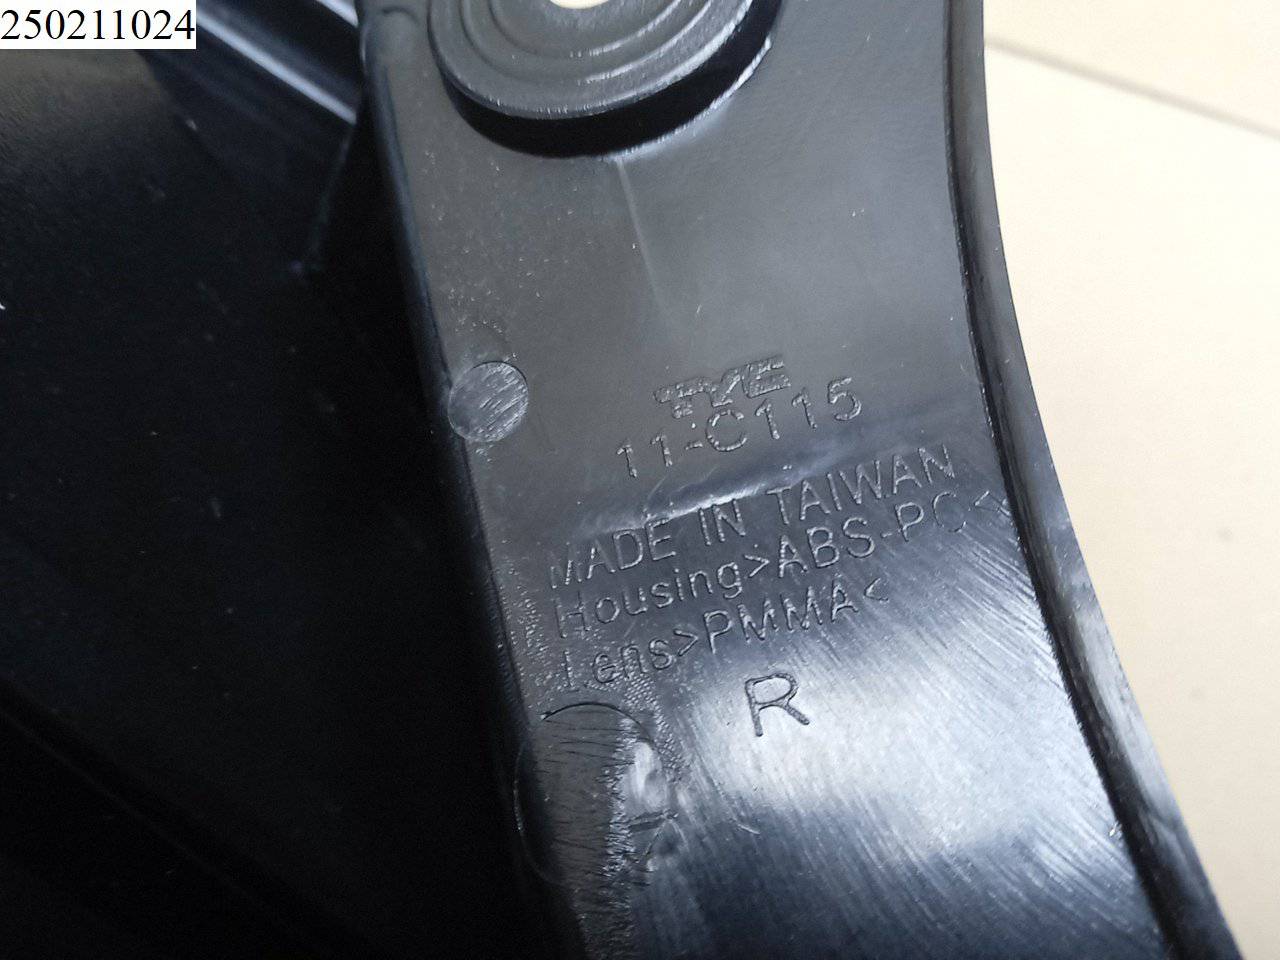 250211024
TYC
11-C115
MADE IN TAIWAN
Housing>ABS-PC<
Lens>PMMA<
R